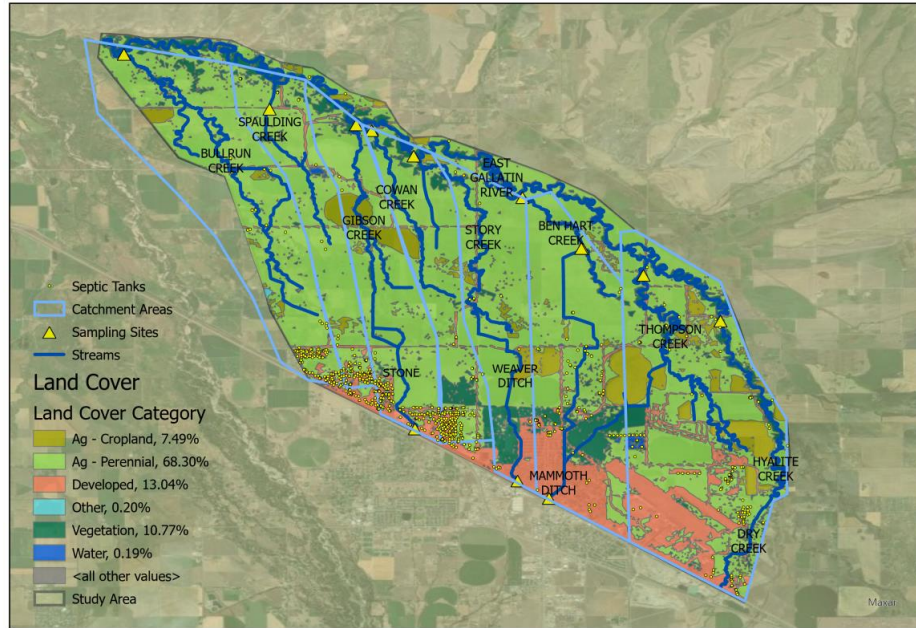 SPAULDING
CREEK
BULLRUN
CREEK
EAST
GALLATIN
RIVER
COWAN
CREEK
GIBSON
CREEK
STORY
CREEK
BEN HART
CREEK
THOMPSON
CREEK
STONE
WEAVER
DITCH
MAMMOTH
DITCH
HYALITE
CREEK
DRY
CREEK
Septic Tanks
Catchment Areas
Sampling Sites
Streams
Land Cover
Land Cover Category
Ag - Cropland, 7.49%
Ag - Perennial, 68.30%
Developed, 13.04%
Other, 0.20%
Vegetation, 10.77%
Water, 0.19%
<all other values>
Study Area
Maxar